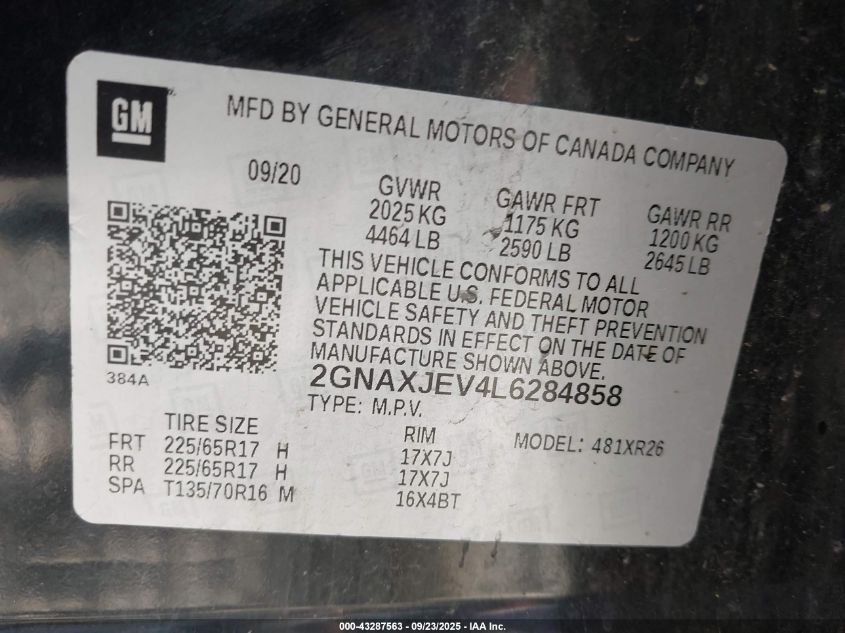 GM
MFD BY GENERAL MOTORS OF CANADA COMPANY
09/20
GVWR
2025 KG
4464 LB
GAWR FRT
1175 KG
2590 LB
GAWR RR
1200 KG
2645 LB
THIS VEHICLE CONFORMS TO ALL
APPLICABLE U.S. FEDERAL MOTOR
VEHICLE SAFETY AND THEFT PREVENTION
STANDARDS IN EFFECT ON THE DATE OF
MANUFACTURE SHOWN ABOVE.
384A
2GNAXJEV4L6284858
TYPE: M.P.V.
MODEL: 481XR26
TIRE SIZE RIM
FRT 225/65R17 H 17X7J
RR 225/65R17 H 17X7J
SPA T135/70R16 M 16X4BT
000-43287563 - 09/23/2025 - IAA Inc.